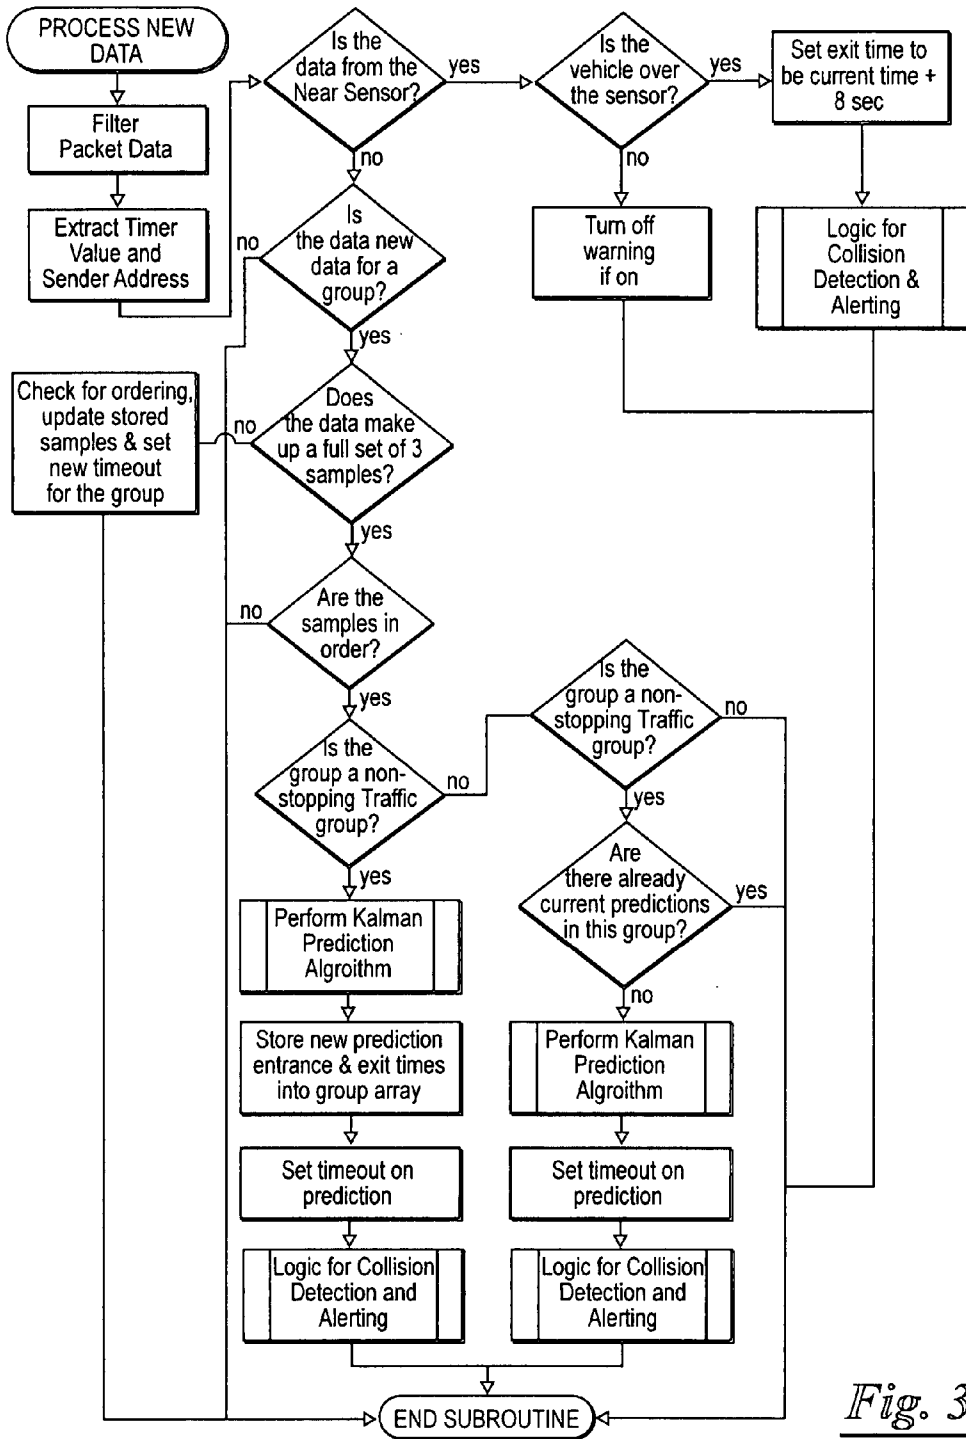 PROCESS NEW
DATA
Filter
Packet Data
Extract Timer
Value and
Sender Address
Is the
data from the
Near Sensor?
yes
no
Is the
vehicle over
the sensor?
yes
no
Set exit time to
be current time +
8 sec
Turn off
warning
if on
Logic for
Collision
Detection &
Alerting
Is
the data new
data for a
group?
no
yes
Does
the data make
up a full set of 3
samples?
no
yes
Check for ordering,
update stored
samples & set
new timeout
for the group
Are the
samples in
order?
no
yes
Is the
group a non-
stopping Traffic
group?
no
yes
Is the
group a non-
stopping Traffic
group?
no
yes
Are
there already
current predictions
in this group?
yes
no
Perform Kalman
Prediction
Algroithm
Store new prediction
entrance & exit times
into group array
Set timeout on
prediction
Logic for Collision
Detection and
Alerting
Perform Kalman
Prediction
Algroithm
Set timeout on
prediction
Logic for Collision
Detection and
Alerting
END SUBROUTINE
Fig. 3